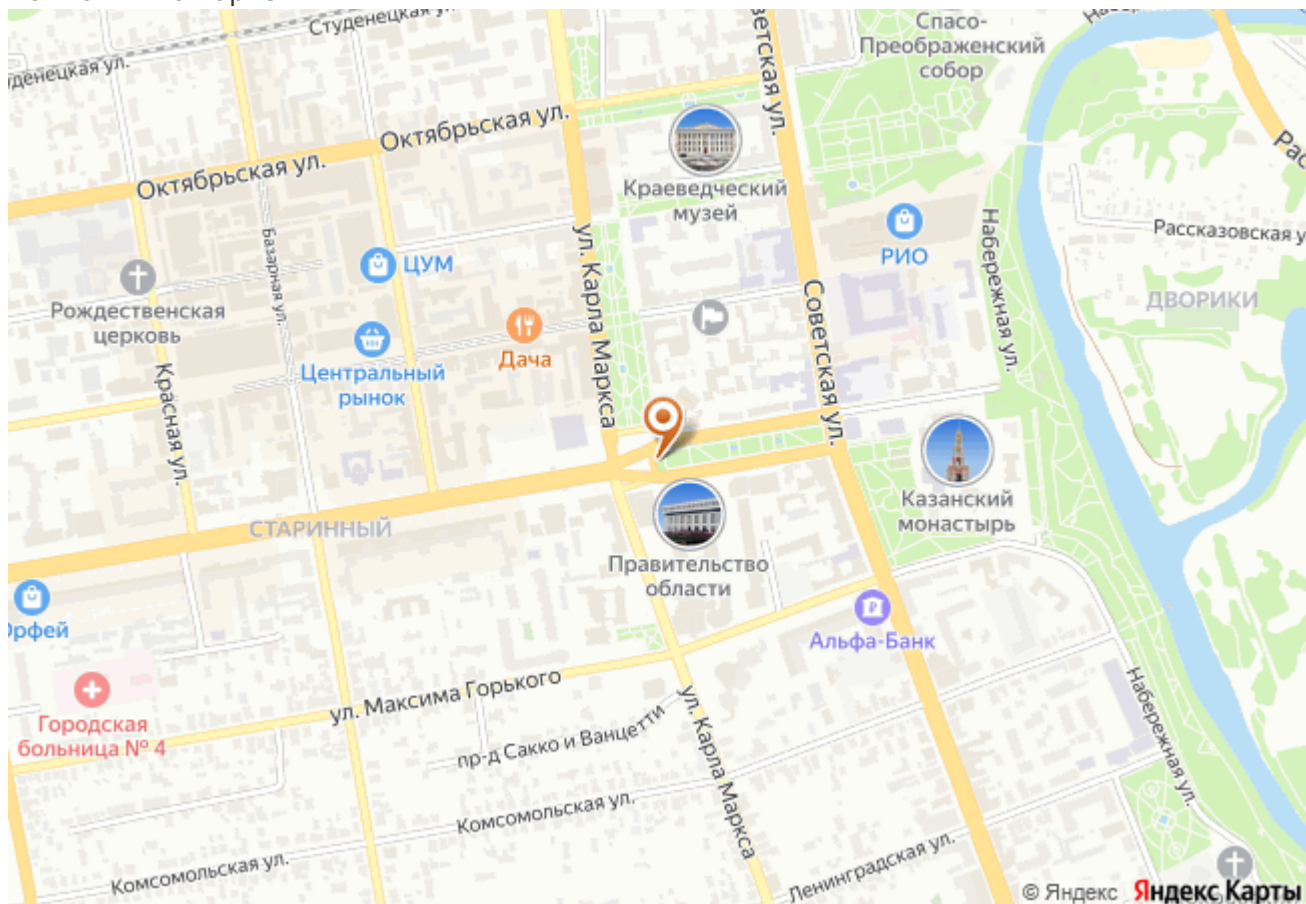 Студенецкая ул.
Спасо-
Преображенский
собор
Советская ул.
Октябрьская ул.
Октябрьская ул.
Краеведческий
музей
Набережная ул.
Рассказовская у
РИО
ул. Карла Маркса
Базарная ул.
ЦУМ
Рождественская
церковь
ДВОРИКИ
Советская ул.
Дача
Центральный
рынок
Красная ул.
Казанский
монастырь
СТАРИННЫЙ
Правительство
области
Орфей
Альфа-Банк
Городская
больница № 4
ул. Максима Горького
Набережная ул.
пр-д Сакко и Ванцетти
ул. Карла Маркса
Комсомольская ул.
Комсомольская ул.
Ленинградская ул.
© Яндекс Яндекс Карты